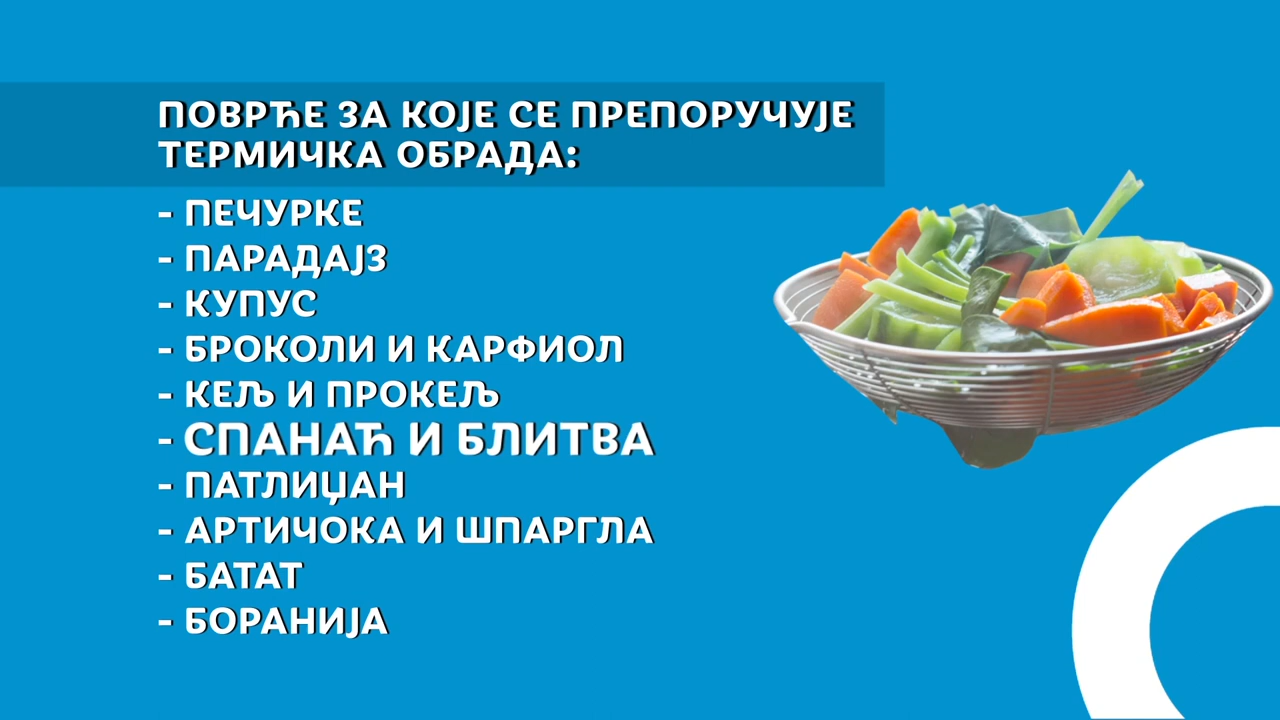 ПОВРЋЕ ЗА КОЈЕ СЕ ПРЕПОРУЧУЈЕ
ТЕРМИЧКА ОБРАДА:
- ПЕЧУРКЕ
- ПАРАДАЈЗ
- КУПУС
- БРОКОЛИ И КАРФИОЛ
- КЕЉ И ПРОКЕЉ
- СПАНАЋ И БЛИТВА
- ПАТЛИЏАН
- АРТИЧОКА И ШПАРГЛА
- БАТАТ
- БОРАНИЈА